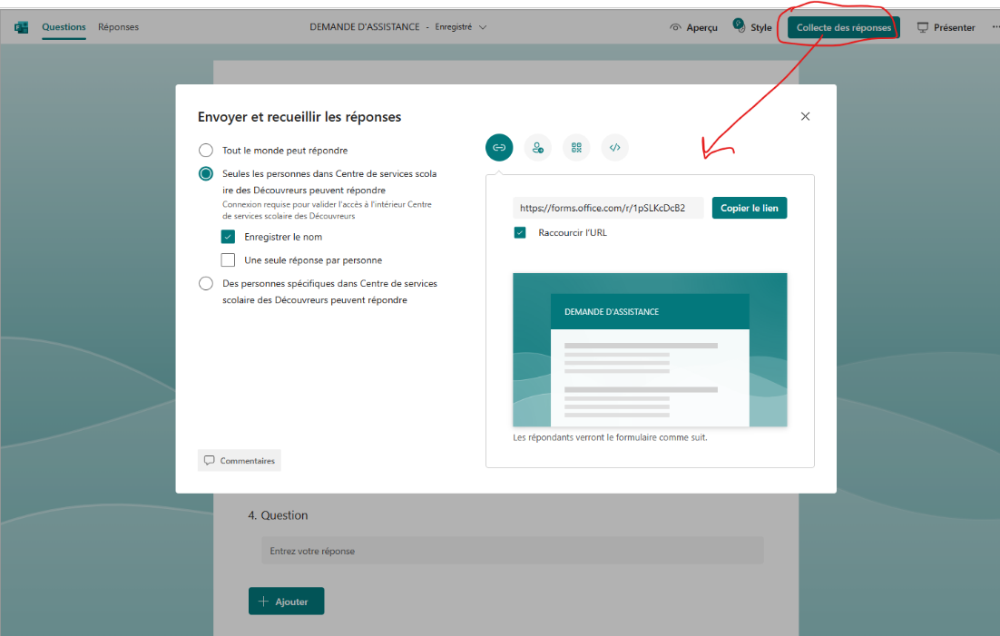 Questions
Réponses
DEMANDE D'ASSISTANCE - Enregistré
Aperçu
Style
Collecte des réponses
Présenter
...
Envoyer et recueillir les réponses
Tout le monde peut répondre
Seules les personnes dans Centre de services scola
ire des Découvreurs peuvent répondre
Connexion requise pour valider l'accès à l'intérieur Centre
de services scolaire des Découvreurs
Enregistrer le nom
Une seule réponse par personne
Des personnes spécifiques dans Centre de services
scolaire des Découvreurs peuvent répondre
Commentaires
https://forms.office.com/r/1pSLKcDcB2
Copier le lien
Raccourcir l'URL
DEMANDE D'ASSISTANCE
Les répondants verront le formulaire comme suit.
4. Question
Entrez votre réponse
Ajouter